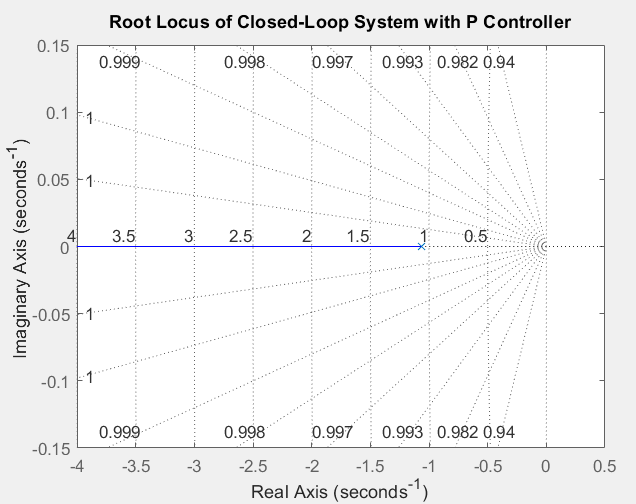 Root Locus of Closed-Loop System with P Controller
0.15
0.999 0.998 0.997 0.993 0.982 0.94
0.1
1
0.05
1
4 3.5 3 2.5 2 1.5 1 0.5
0
-0.05
1
-0.1
1
0.999 0.998 0.997 0.993 0.982 0.94
-0.15
-4 -3.5 -3 -2.5 -2 -1.5 -1 -0.5 0 0.5
Real Axis (seconds⁻¹)
Imaginary Axis (seconds⁻¹)